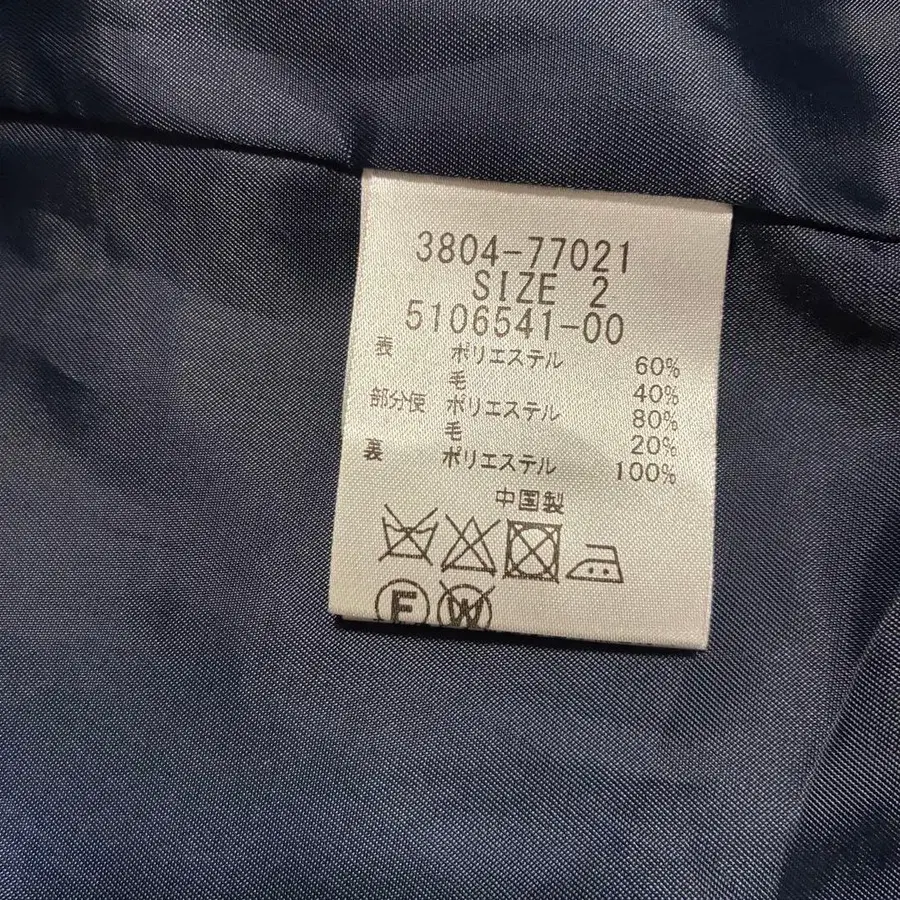 3804-77021
SIZE 2
5106541-00
表 ポリエステル 60%
毛 40%
部分使 ポリエステル 80%
毛 20%
裏 ポリエステル 100%
中国製
F W